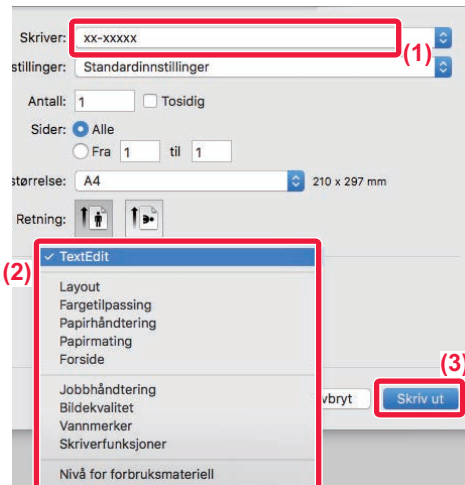 Skriver: xx-xxxxx
(1)
stillinger: Standardinnstillinger
Antall: 1 Tosidig
Sider: Alle
Fra 1 til 1
størrelse: A4 210 x 297 mm
Retning:
(2)
✓ TextEdit
Layout
Fargetilpassing
Papirhåndtering
Papirmating
Forside
(3)
Jobbhåndtering
vbryt Skriv ut
Bildekvalitet
Vannmerker
Skriverfunksjoner
Nivå for forbruksmateriell